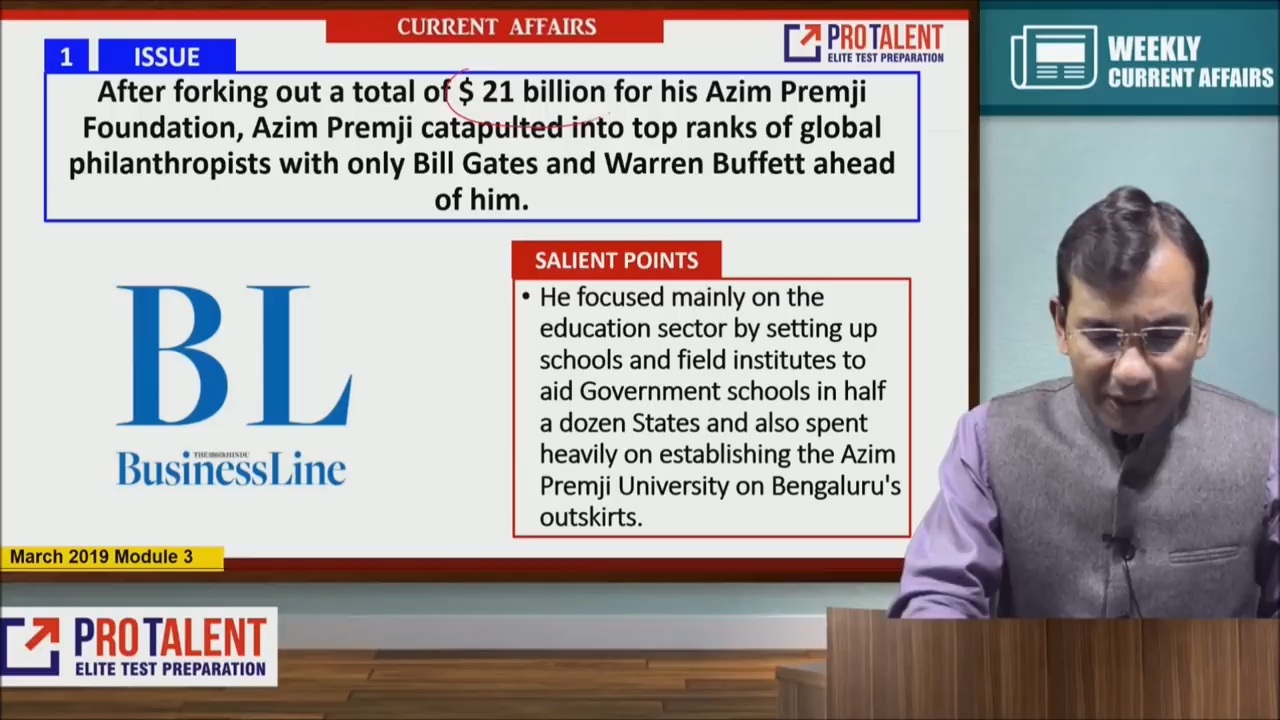 CURRENT AFFAIRS
PROTALENT
ELITE TEST PREPARATION
WEEKLY
CURRENT AFFAIRS
1
ISSUE
After forking out a total of $ 21 billion for his Azim Premji
Foundation, Azim Premji catapulted into top ranks of global
philanthropists with only Bill Gates and Warren Buffett ahead
of him.
BL
BusinessLine
SALIENT POINTS
• He focused mainly on the
education sector by setting up
schools and field institutes to
aid Government schools in half
a dozen States and also spent
heavily on establishing the Azim
Premji University on Bengaluru's
outskirts.
March 2019 Module 3
PROTALENT
ELITE TEST PREPARATION